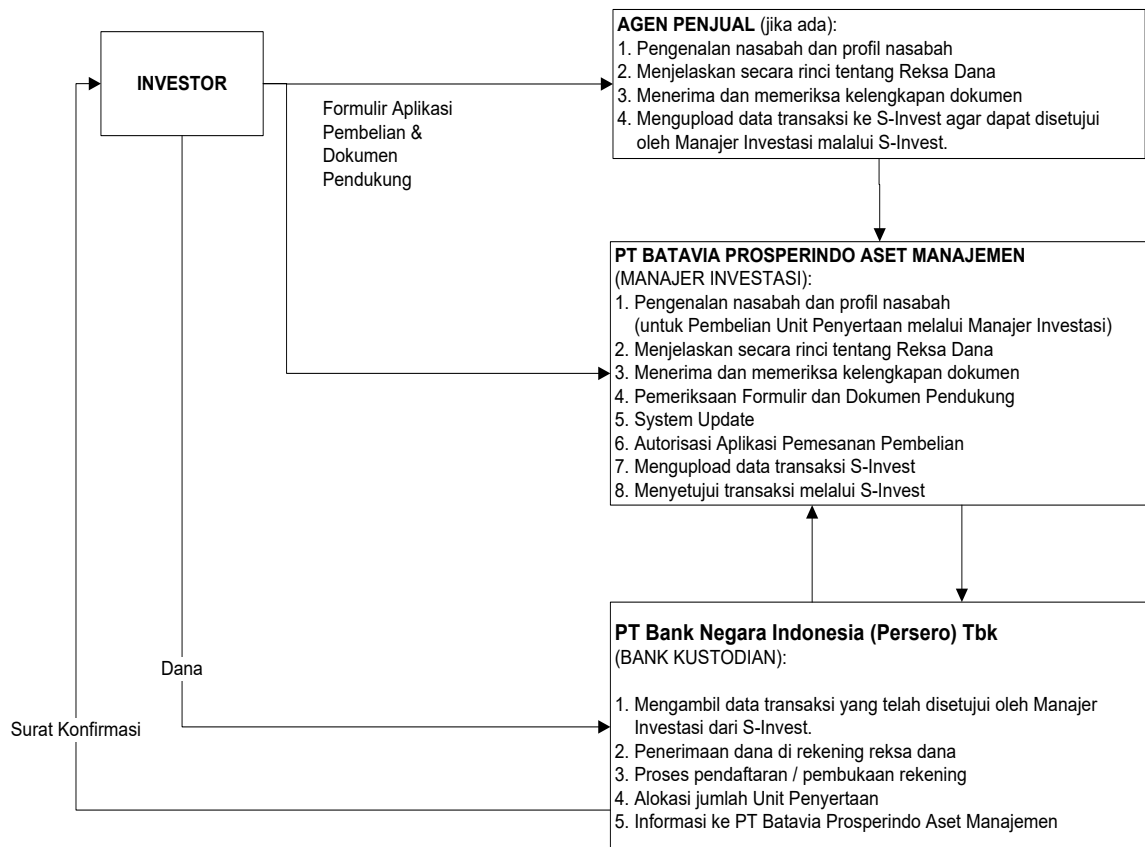 INVESTOR
Formulir Aplikasi
Pembelian &
Dokumen
Pendukung
AGEN PENJUAL (jika ada):
1. Pengenalan nasabah dan profil nasabah
2. Menjelaskan secara rinci tentang Reksa Dana
3. Menerima dan memeriksa kelengkapan dokumen
4. Mengupload data transaksi ke S-Invest agar dapat disetujui
oleh Manajer Investasi malalui S-Invest.
PT BATAVIA PROSPERINDO ASET MANAJEMEN
(MANAJER INVESTASI):
1. Pengenalan nasabah dan profil nasabah
(untuk Pembelian Unit Penyertaan melalui Manajer Investasi)
2. Menjelaskan secara rinci tentang Reksa Dana
3. Menerima dan memeriksa kelengkapan dokumen
4. Pemeriksaan Formulir dan Dokumen Pendukung
5. System Update
6. Autorisasi Aplikasi Pemesanan Pembelian
7. Mengupload data transaksi S-Invest
8. Menyetujui transaksi melalui S-Invest
PT Bank Negara Indonesia (Persero) Tbk
(BANK KUSTODIAN):
1. Mengambil data transaksi yang telah disetujui oleh Manajer
Investasi dari S-Invest.
2. Penerimaan dana di rekening reksa dana
3. Proses pendaftaran / pembukaan rekening
4. Alokasi jumlah Unit Penyertaan
5. Informasi ke PT Batavia Prosperindo Aset Manajemen
Dana
Surat Konfirmasi